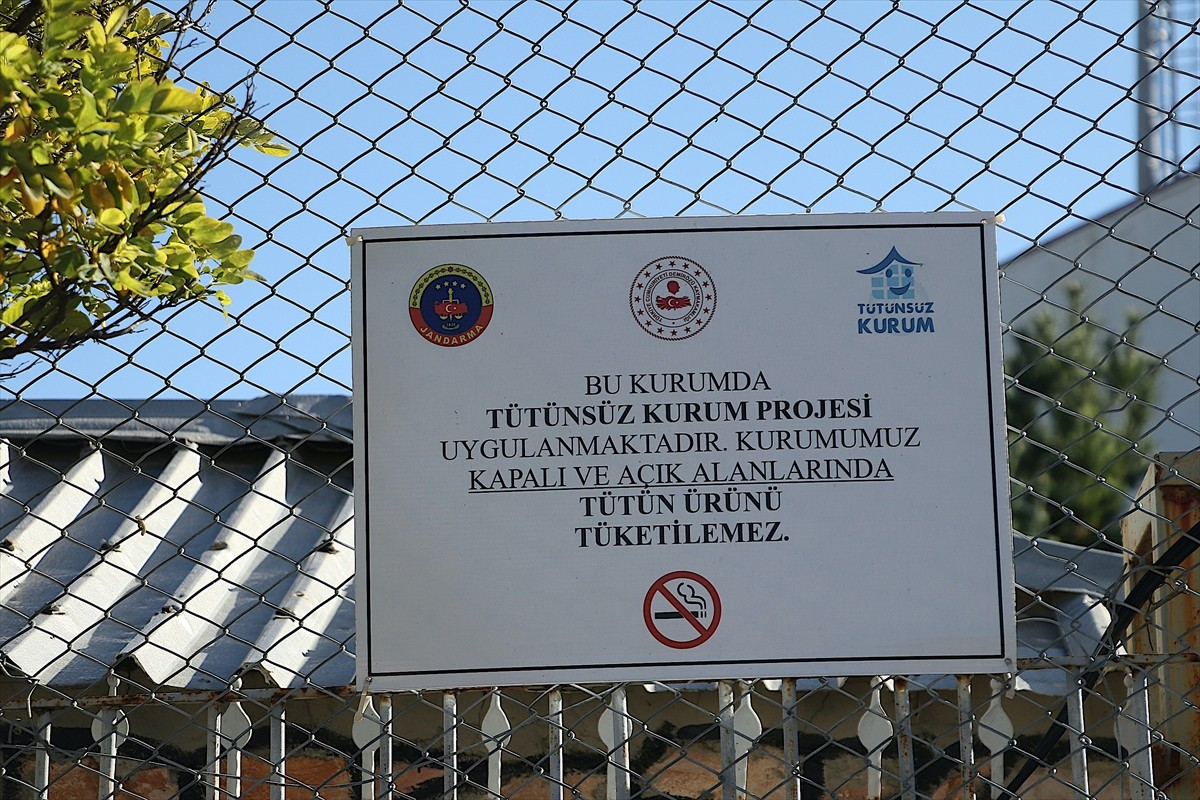 JANDARMA
TÜTÜNSÜZ
KURUM
BU KURUMDA
TÜTÜNSÜZ KURUM PROJESİ
UYGULANMAKTADIR. KURUMUMUZ
KAPALI VE AÇIK ALANLARINDA
TÜTÜN ÜRÜNÜ
TÜKETİLEMEZ.